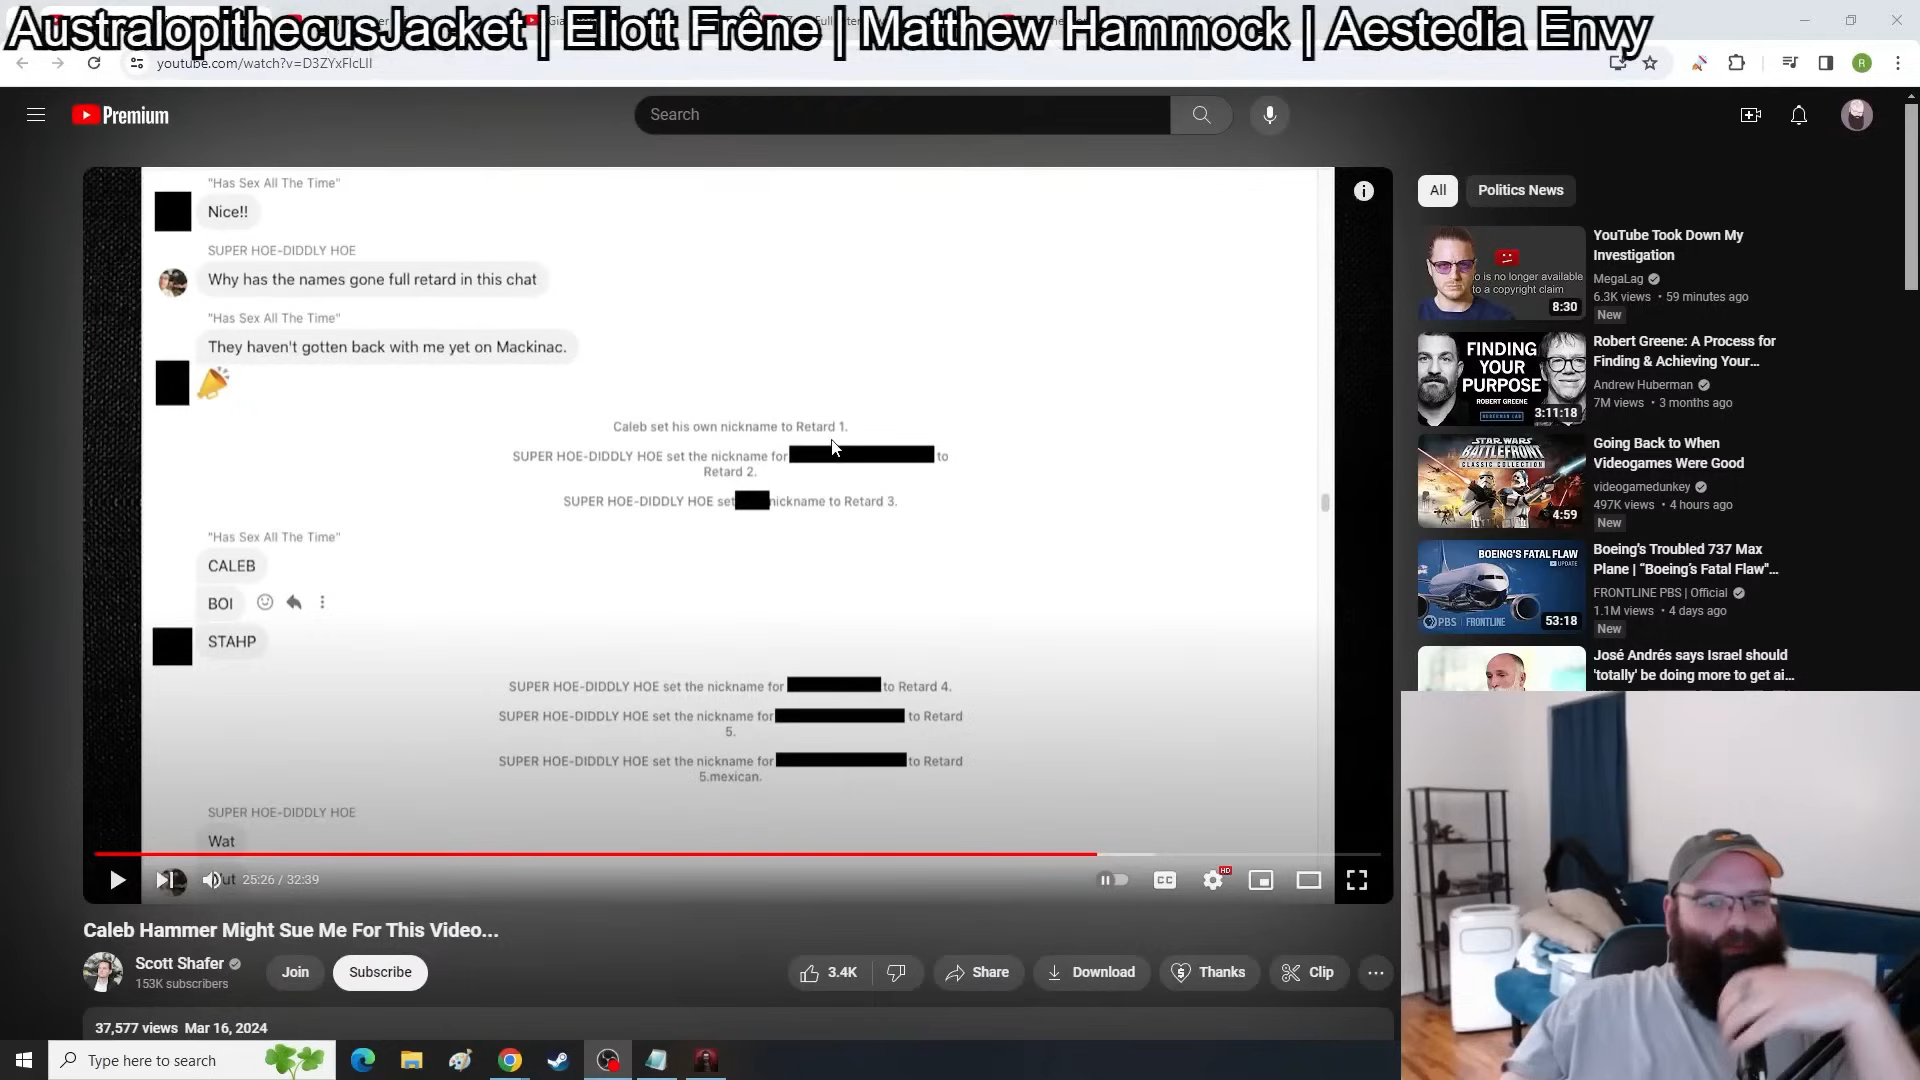 AustralopithecusJacket | Eliott Frêne | Matthew Hammock | Aestedia Envy
youtube.com/watch?v=D3ZYxFlcLlI
R
Premium
Search
"Has Sex All The Time"
Nice!!
SUPER HOE-DIDDLY HOE
Why has the names gone full retard in this chat
"Has Sex All The Time"
They haven't gotten back with me yet on Mackinac.
Caleb set his own nickname to Retard 1.
SUPER HOE-DIDDLY HOE set the nickname for to
Retard 2.
SUPER HOE-DIDDLY HOE set nickname to Retard 3.
"Has Sex All The Time"
CALEB
BOI
STAHP
SUPER HOE-DIDDLY HOE set the nickname for to Retard 4.
SUPER HOE-DIDDLY HOE set the nickname for to Retard
5.
SUPER HOE-DIDDLY HOE set the nickname for to Retard
5.mexican.
SUPER HOE-DIDDLY HOE
Wat
25:26 / 32:39
CC
HD
Caleb Hammer Might Sue Me For This Video...
Scott Shafer
153K subscribers
Join
Subscribe
3.4K
Share
Download
Thanks
Clip
37,577 views Mar 16, 2024
All
Politics News
o is no longer available
to a copyright claim
8:30
YouTube Took Down My
Investigation
MegaLag
6.3K views • 59 minutes ago
New
FINDING
YOUR
PURPOSE
ROBERT GREENE
HUBERMAN LAB
3:11:18
Robert Greene: A Process for
Finding & Achieving Your...
Andrew Huberman
7M views • 3 months ago
STAR WARS
BATTLEFRONT
CLASSIC COLLECTION
4:59
Going Back to When
Videogames Were Good
videogamedunkey
497K views • 4 hours ago
New
BOEING'S FATAL FLAW
UPDATE
PBS | FRONTLINE
53:18
Boeing's Troubled 737 Max
Plane | "Boeing's Fatal Flaw"...
FRONTLINE PBS | Official
1.1M views • 4 days ago
New
José Andrés says Israel should
'totally' be doing more to get ai...
Type here to search